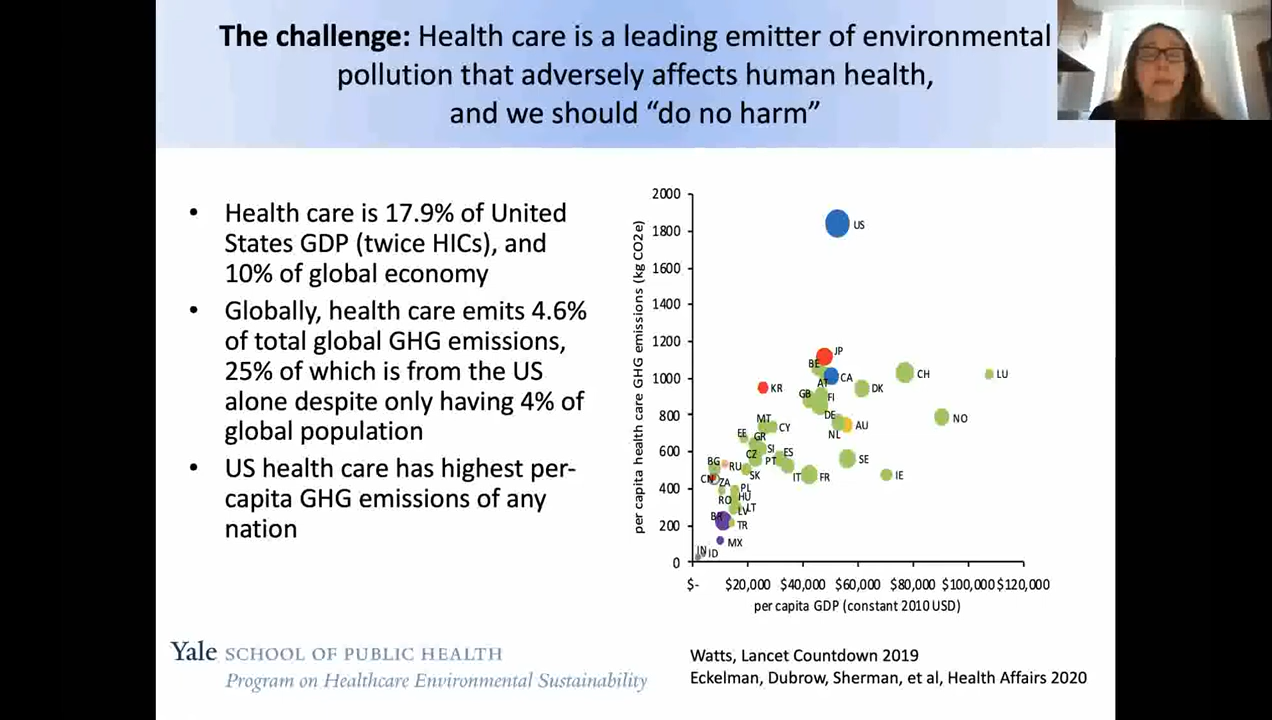 The challenge: Health care is a leading emitter of environmental
pollution that adversely affects human health,
and we should “do no harm”
• Health care is 17.9% of United
States GDP (twice HICs), and
10% of global economy
• Globally, health care emits 4.6%
of total global GHG emissions,
25% of which is from the US
alone despite only having 4% of
global population
• US health care has highest per-
capita GHG emissions of any
nation
per capita health care GHG emissions (kg CO2e)
2000
1800
1600
1400
1200
1000
800
600
400
200
0
US
JP
BE
CA
AT
KR
GB
FI
DK
CH
LU
DE
NL
AU
NO
MT
CY
EE
GR
SI
CZ
PT
ES
SE
BG
RU
SK
IT
FR
IE
CN
ZA
PL
HU
RO
LV
LT
BR
TR
MX
IN
ID
$- $20,000 $40,000 $60,000 $80,000 $100,000 $120,000
per capita GDP (constant 2010 USD)
Yale SCHOOL OF PUBLIC HEALTH
Program on Healthcare Environmental Sustainability
Watts, Lancet Countdown 2019
Eckelman, Dubrow, Sherman, et al, Health Affairs 2020